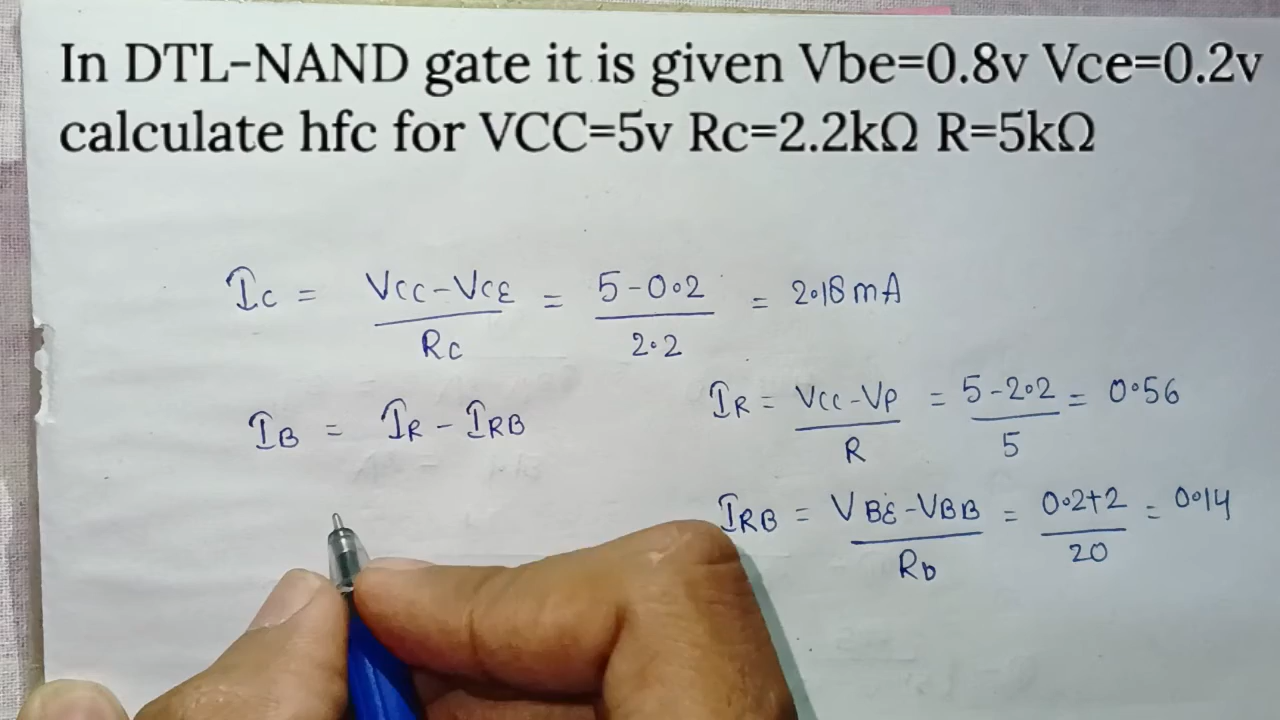 In DTL-NAND gate it is given Vbe=0.8v Vce=0.2v
calculate hfc for VCC=5v Rc=2.2kΩ R=5kΩ
Ic = VCC-VCE / RC = 5-0.2 / 2.2 = 2.18mA
IB = IR - IRB
IR = Vcc-VP / R = 5-2.2 / 5 = 0.56
IRB = VBE-VBB / Rb = 0.2+2 / 20 = 0.14